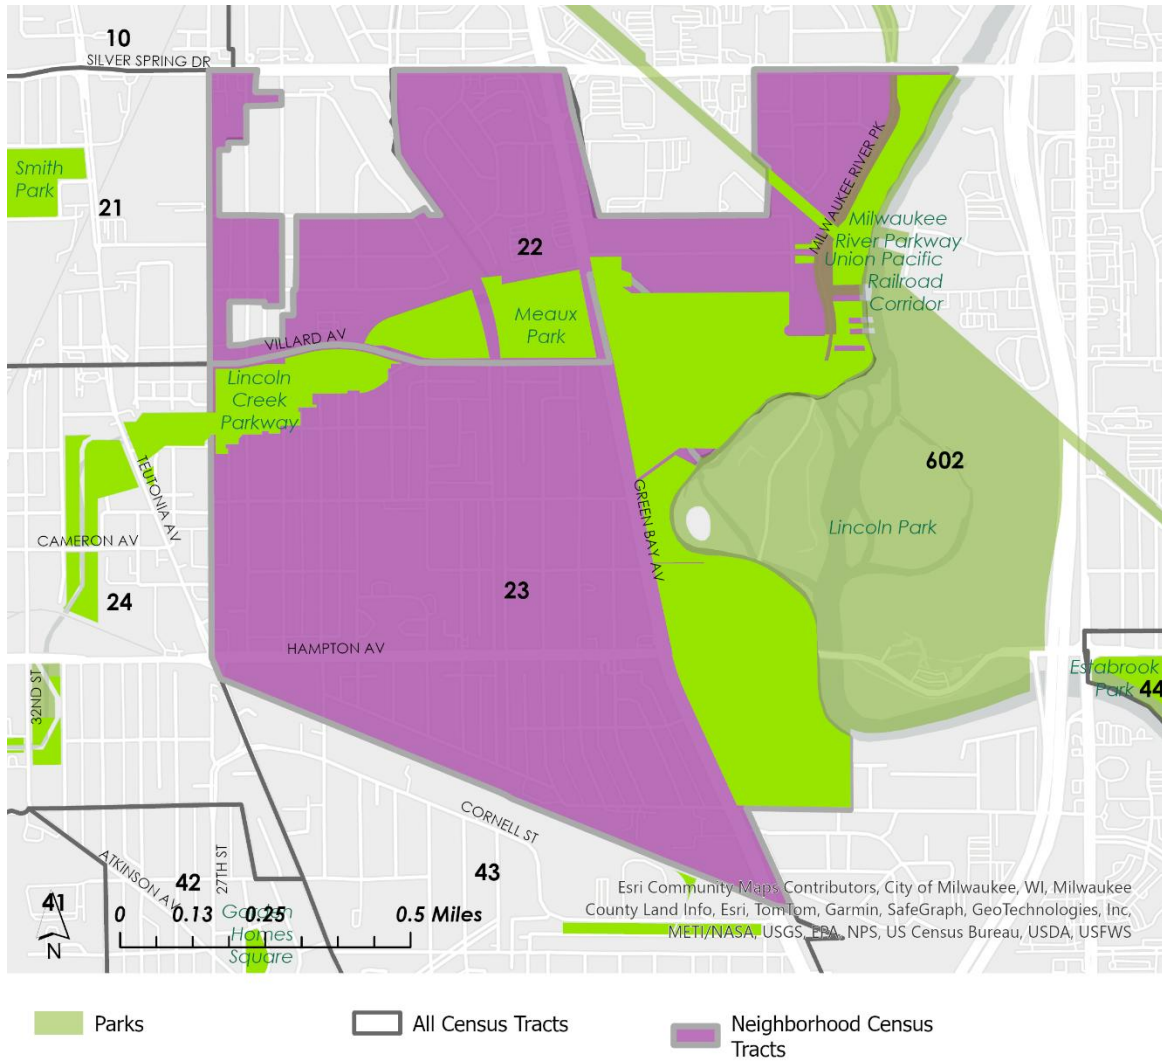 10
SILVER SPRING DR
Smith
Park
21
MILWAUKEE RIVER PK
Milwaukee
River Parkway
Union Pacific
Railroad
Corridor
22
Meaux
Park
VILLARD AV
Lincoln
Creek
Parkway
TEUTONIA AV
GREEN BAY AV
602
Lincoln Park
CAMERON AV
24
23
HAMPTON AV
32ND ST
Estabrook
Park
44
CORNELL ST
ATKINSON AV
42
27TH ST
43
41
N
0 0.13 0.25 0.5 Miles
Garden
Homes
Square
Esri Community Maps Contributors, City of Milwaukee, WI, Milwaukee
County Land Info, Esri, TomTom, Garmin, SafeGraph, GeoTechnologies, Inc,
METI/NASA, USGS, EPA, NPS, US Census Bureau, USDA, USFWS
Parks
All Census Tracts
Neighborhood Census
Tracts